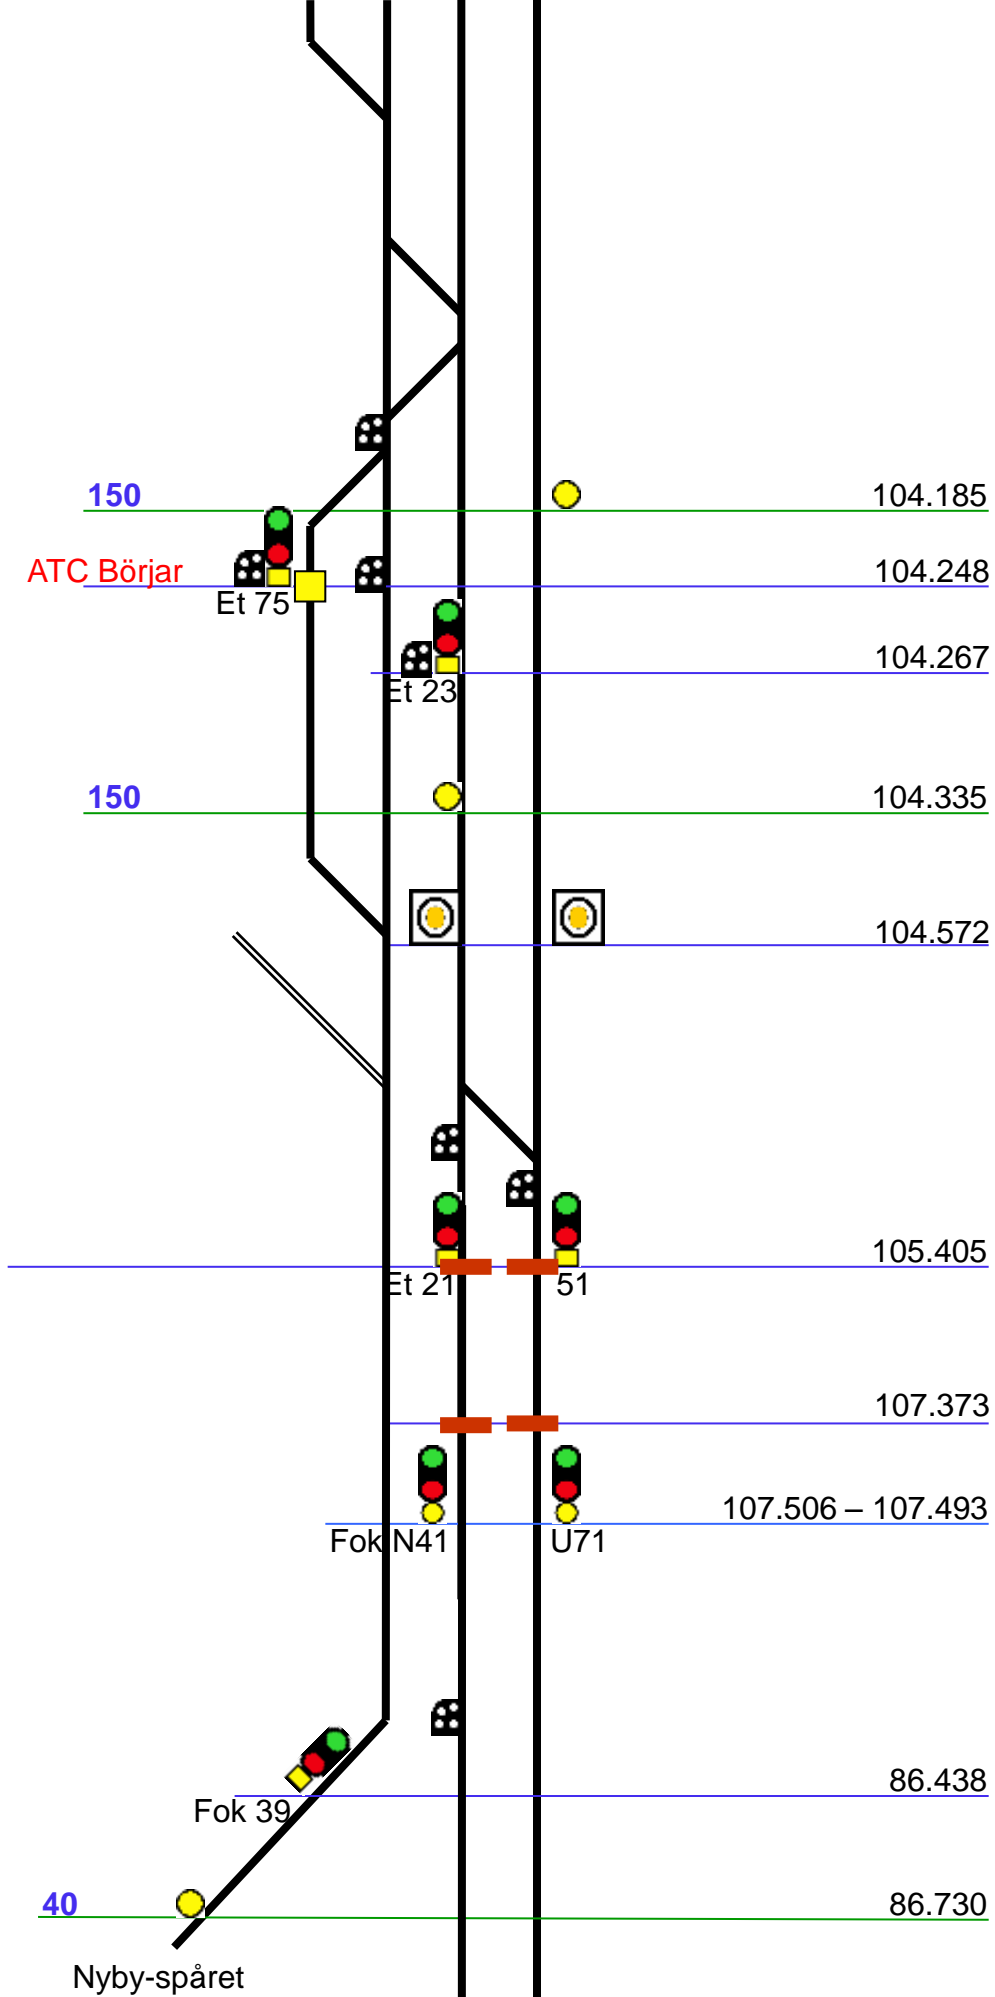 150 104.185
ATC Börjar 104.248
Et 75
104.267
Et 23
150 104.335
104.572
105.405
Et 21 51
107.373
107.506 – 107.493
Fok N41 U71
86.438
Fok 39
40 86.730
Nyby-spåret